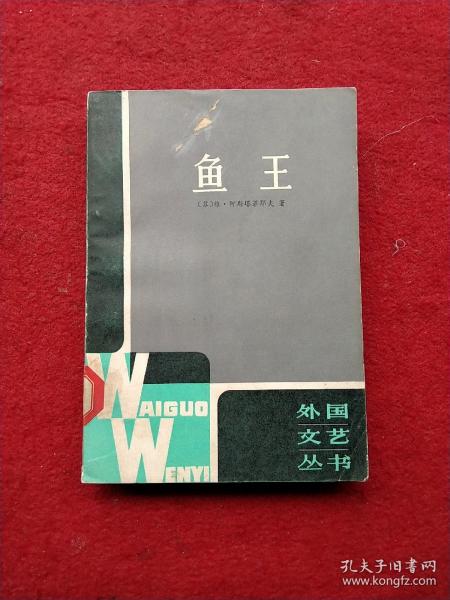 鱼王
〔苏〕维·阿斯塔菲耶夫 著
WAIGUO
WENYI
外国
文艺
丛书
孔夫子旧书网
www.kongfz.com